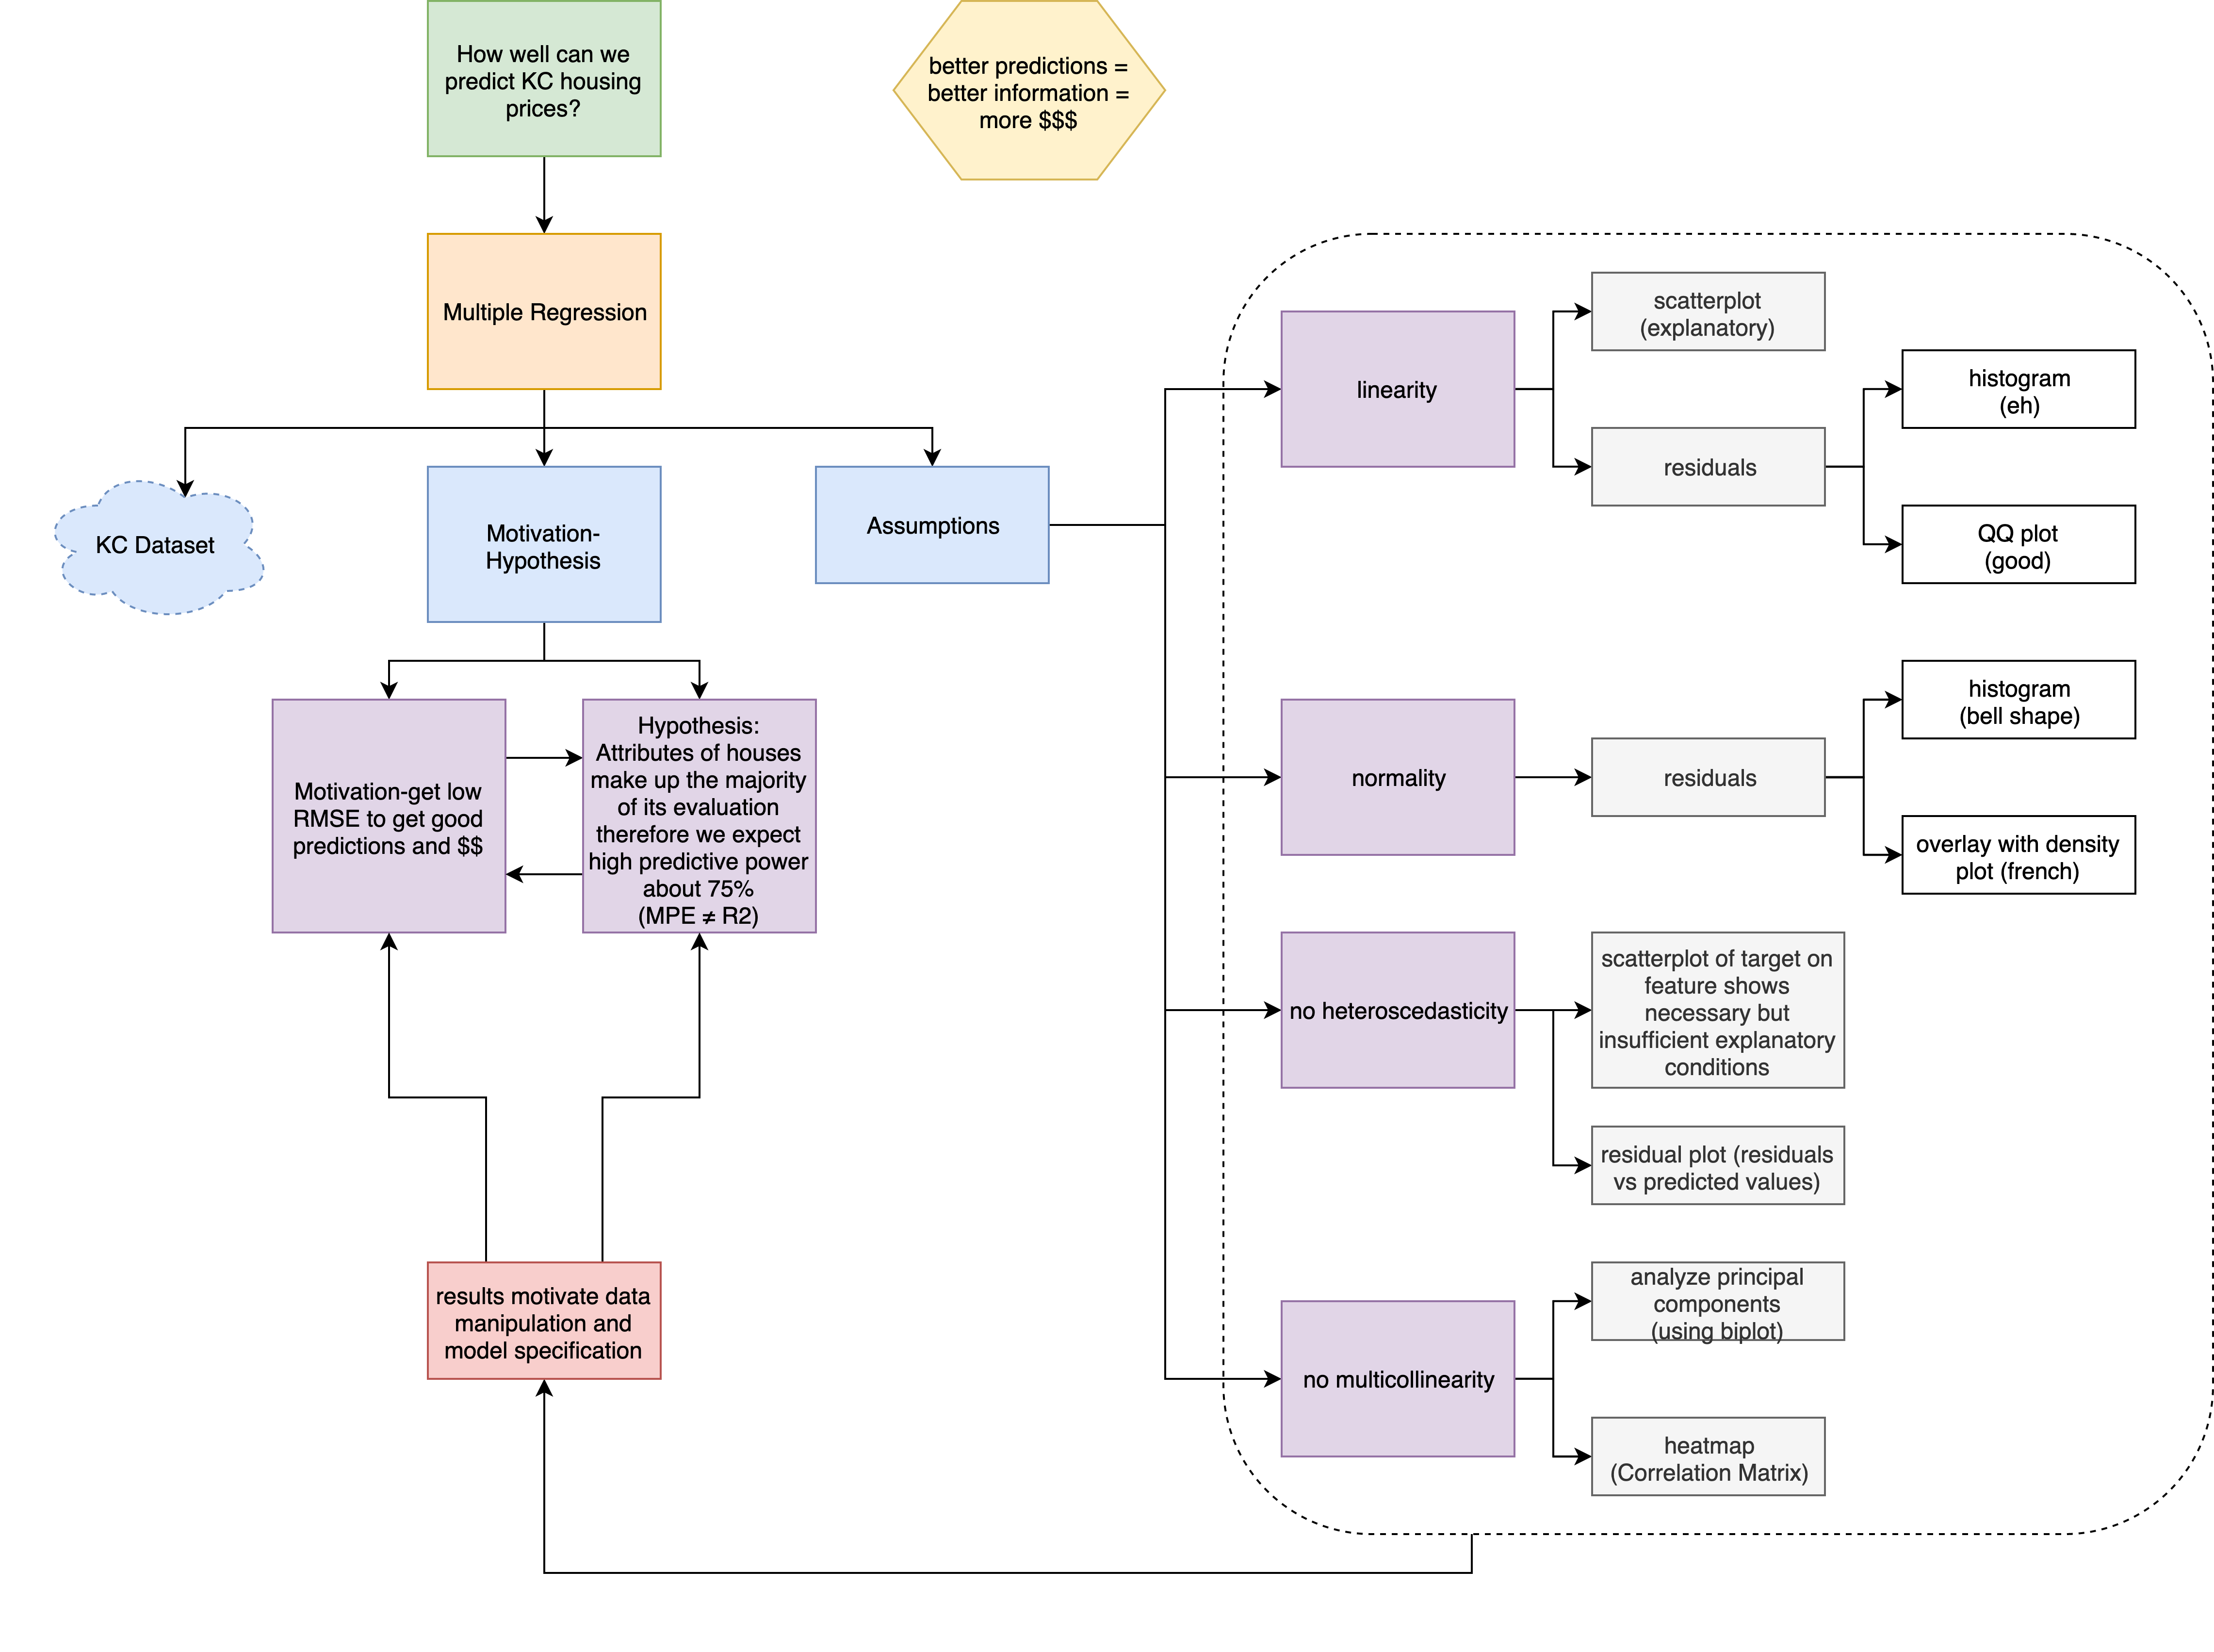 How well can we
predict KC housing
prices?
better predictions =
better information =
more $$$
Multiple Regression
KC Dataset
Motivation-
Hypothesis
Assumptions
Motivation-get low
RMSE to get good
predictions and $$
Hypothesis:
Attributes of houses
make up the majority
of its evaluation
therefore we expect
high predictive power
about 75%
(MPE ≠ R2)
results motivate data
manipulation and
model specification
linearity
scatterplot
(explanatory)
residuals
histogram
(eh)
QQ plot
(good)
normality
residuals
histogram
(bell shape)
overlay with density
plot (french)
no heteroscedasticity
scatterplot of target on
feature shows
necessary but
insufficient explanatory
conditions
residual plot (residuals
vs predicted values)
no multicollinearity
analyze principal
components
(using biplot)
heatmap
(Correlation Matrix)